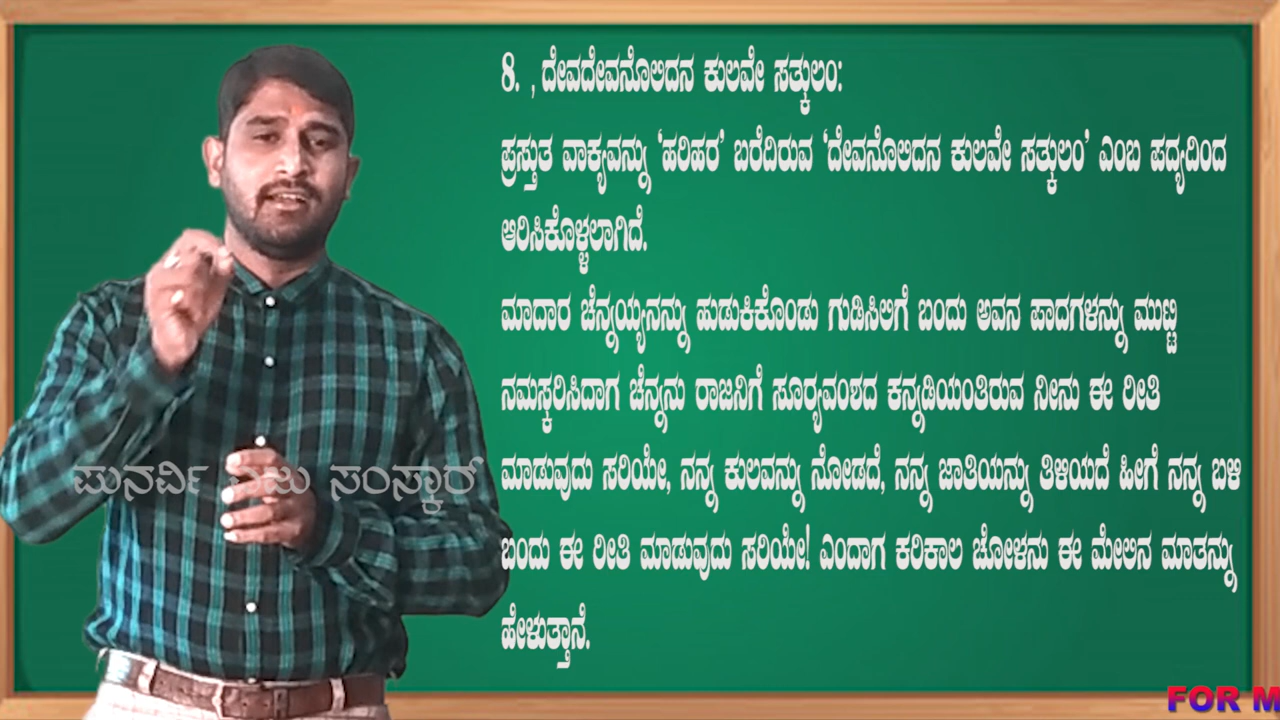 8. , ದೇವದೇವನೊಲಿದನ ಕುಲವೇ ಸತ್ಕುಲಂ:
ಪ್ರಸ್ತುತ ವಾಕ್ಯವನ್ನು ‘ಹರಿಹರ’ ಬರೆದಿರುವ ‘ದೇವನೊಲಿದನ ಕುಲವೇ ಸತ್ಕುಲಂ’ ಎಂಬ ಪದ್ಯದಿಂದ
ಆರಿಸಿಕೊಳ್ಳಲಾಗಿದೆ.
ಮಾದಾರ ಚೆನ್ನಯ್ಯನನ್ನು ಹುಡುಕಿಕೊಂಡು ಗುಡಿಸಿಲಿಗೆ ಬಂದು ಅವನ ಪಾದಗಳನ್ನು ಮುಟ್ಟಿ
ನಮಸ್ಕರಿಸಿದಾಗ ಚೆನ್ನನು ರಾಜನಿಗೆ ಸೂರ‍್ಯವಂಶದ ಕನ್ನಡಿಯಂತಿರುವ ನೀನು ಈ ರೀತಿ
ಮಾಡುವುದು ಸರಿಯೇ, ನನ್ನ ಕುಲವನ್ನು ನೋಡದೆ, ನನ್ನ ಜಾತಿಯನ್ನು ತಿಳಿಯದೆ ಹೀಗೆ ನನ್ನ ಬಳಿ
ಬಂದು ಈ ರೀತಿ ಮಾಡುವುದು ಸರಿಯೇ! ಎಂದಾಗ ಕರಿಕಾಲ ಚೋಳನು ಈ ಮೇಲಿನ ಮಾತನ್ನು
ಹೇಳುತ್ತಾನೆ.
ಪುನರ್ವಿ ಸಂಸ್ಕಾರ್
FOR M